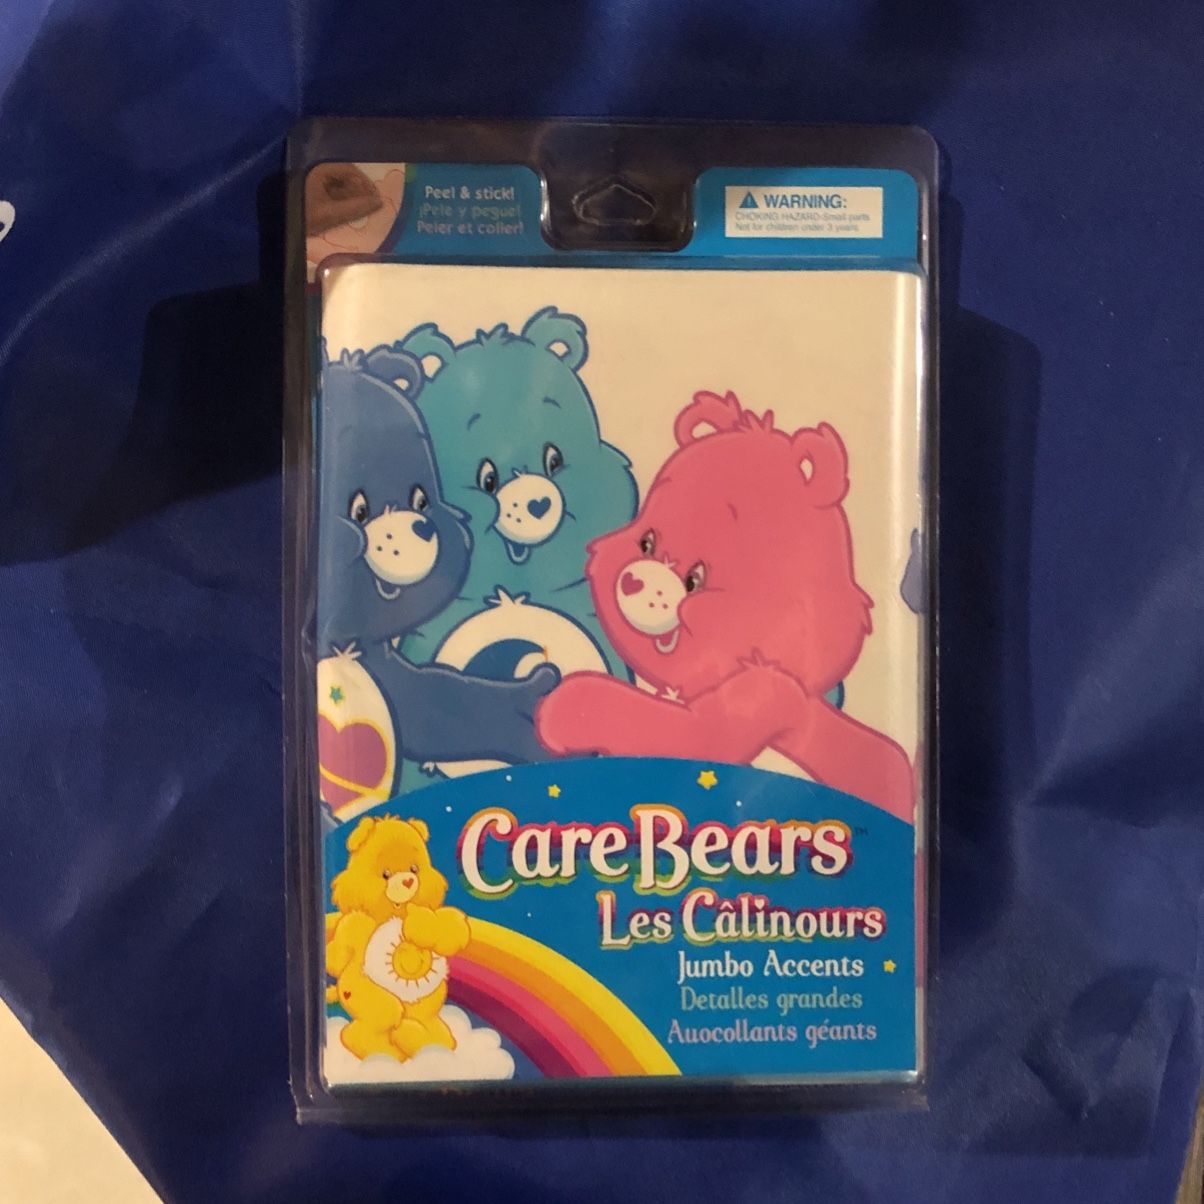 Peel & stick!
¡Pele y pegue!
Peler et coller!
WARNING:
CHOKING HAZARD-Small parts
Not for children under 3 years.
Care Bears™
Les Câlinours
Jumbo Accents
Detalles grandes
Auocollants géants